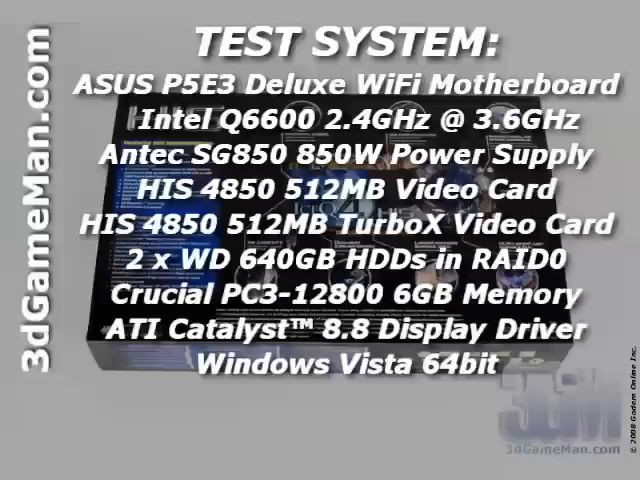 TEST SYSTEM:
ASUS P5E3 Deluxe WiFi Motherboard
Intel Q6600 2.4GHz @ 3.6GHz
Antec SG850 850W Power Supply
HIS 4850 512MB Video Card
HIS 4850 512MB TurboX Video Card
2 x WD 640GB HDDs in RAID0
Crucial PC3-12800 6GB Memory
ATI Catalyst™ 8.8 Display Driver
Windows Vista 64bit
3dGameMan.com
3dGameMan.com
© 2008 Godem Online Inc.